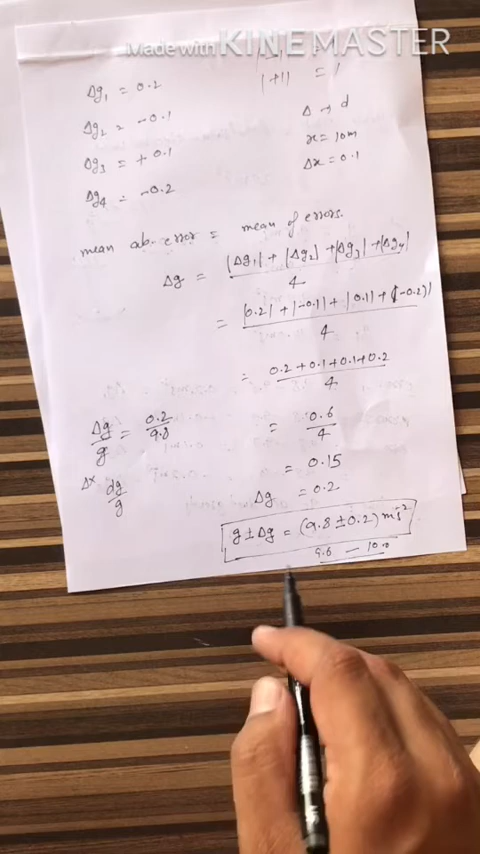 Made with KINEMASTER
|+1| = 1
Δg₁ = 0.2
Δg₂ = -0.1
Δg₃ = +0.1
Δg₄ = -0.2
Δ → d
x = 10m
Δx = 0.1
mean ab. error = mean of errors.
Δg = |Δg₁| + |Δg₂| + |Δg₃| + |Δg₄| / 4
= |0.2| + |-0.1| + |0.1| + |(-0.2)| / 4
= 0.2 + 0.1 + 0.1 + 0.2 / 4
= 0.6 / 4
= 0.15
Δg = 0.2
Δg/g = 0.2/9.8
dg/g
g ± Δg = (9.8 ± 0.2) ms⁻²
9.6 — 10.0